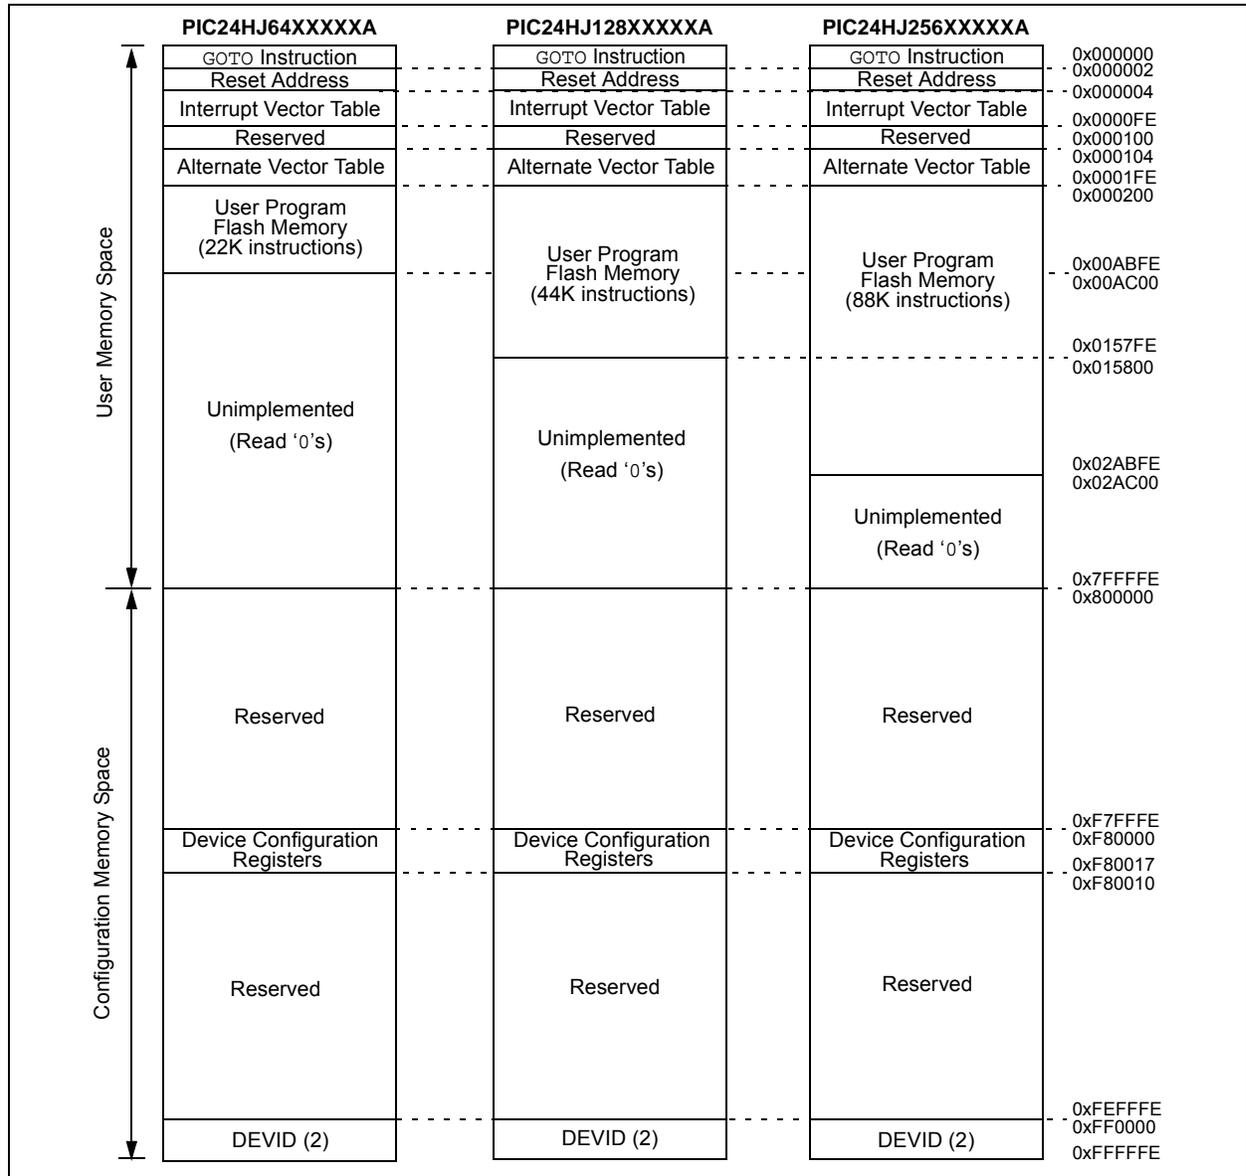 PIC24HJ64XXXXXA
PIC24HJ128XXXXXA
PIC24HJ256XXXXXA
User Memory Space
Configuration Memory Space
GOTO Instruction
Reset Address
Interrupt Vector Table
Reserved
Alternate Vector Table
User Program
Flash Memory
(22K instructions)
Unimplemented
(Read ‘0’s)
Reserved
Device Configuration
Registers
Reserved
DEVID (2)
GOTO Instruction
Reset Address
Interrupt Vector Table
Reserved
Alternate Vector Table
User Program
Flash Memory
(44K instructions)
Unimplemented
(Read ‘0’s)
Reserved
Device Configuration
Registers
Reserved
DEVID (2)
GOTO Instruction
Reset Address
Interrupt Vector Table
Reserved
Alternate Vector Table
User Program
Flash Memory
(88K instructions)
Unimplemented
(Read ‘0’s)
Reserved
Device Configuration
Registers
Reserved
DEVID (2)
0x000000
0x000002
0x000004
0x0000FE
0x000100
0x000104
0x0001FE
0x000200
0x00ABFE
0x00AC00
0x0157FE
0x015800
0x02ABFE
0x02AC00
0x7FFFFE
0x800000
0xF7FFFE
0xF80000
0xF80017
0xF80010
0xFEFFFE
0xFF0000
0xFFFFFE